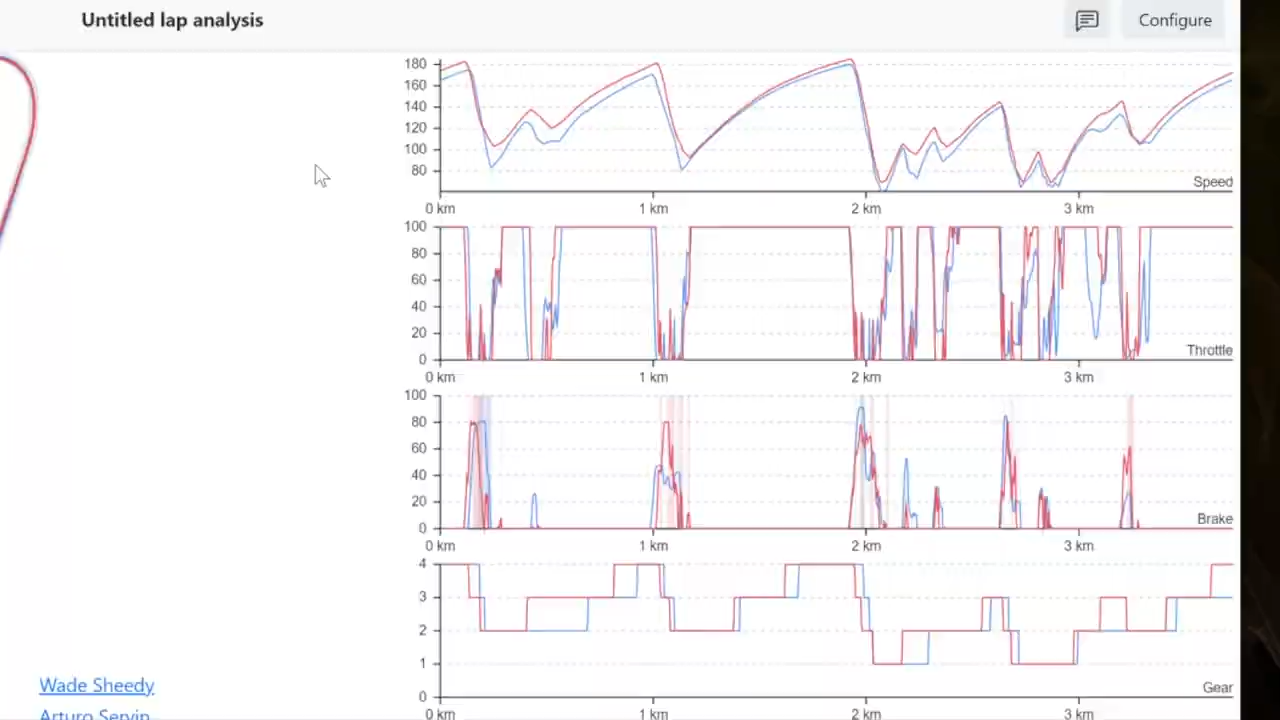 Untitled lap analysis
Configure
180
160
140
120
100
80
Speed
0 km
1 km
2 km
3 km
100
80
60
40
20
0
Throttle
0 km
1 km
2 km
3 km
100
80
60
40
20
0
Brake
0 km
1 km
2 km
3 km
4
3
2
1
0
Gear
0 km
1 km
2 km
3 km
Wade Sheedy
Arturo Servin